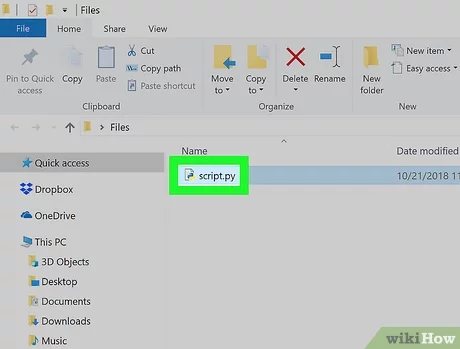 Files
File
Home
Share
View
Pin to Quick access
Copy
Paste
Cut
Copy path
Paste shortcut
Clipboard
Move to
Copy to
Delete
Rename
Organize
New folder
New item
Easy access
New
Files
Name
Date modified
Quick access
script.py
10/21/2018 11
Dropbox
OneDrive
This PC
3D Objects
Desktop
Documents
Downloads
Music
wikiHow